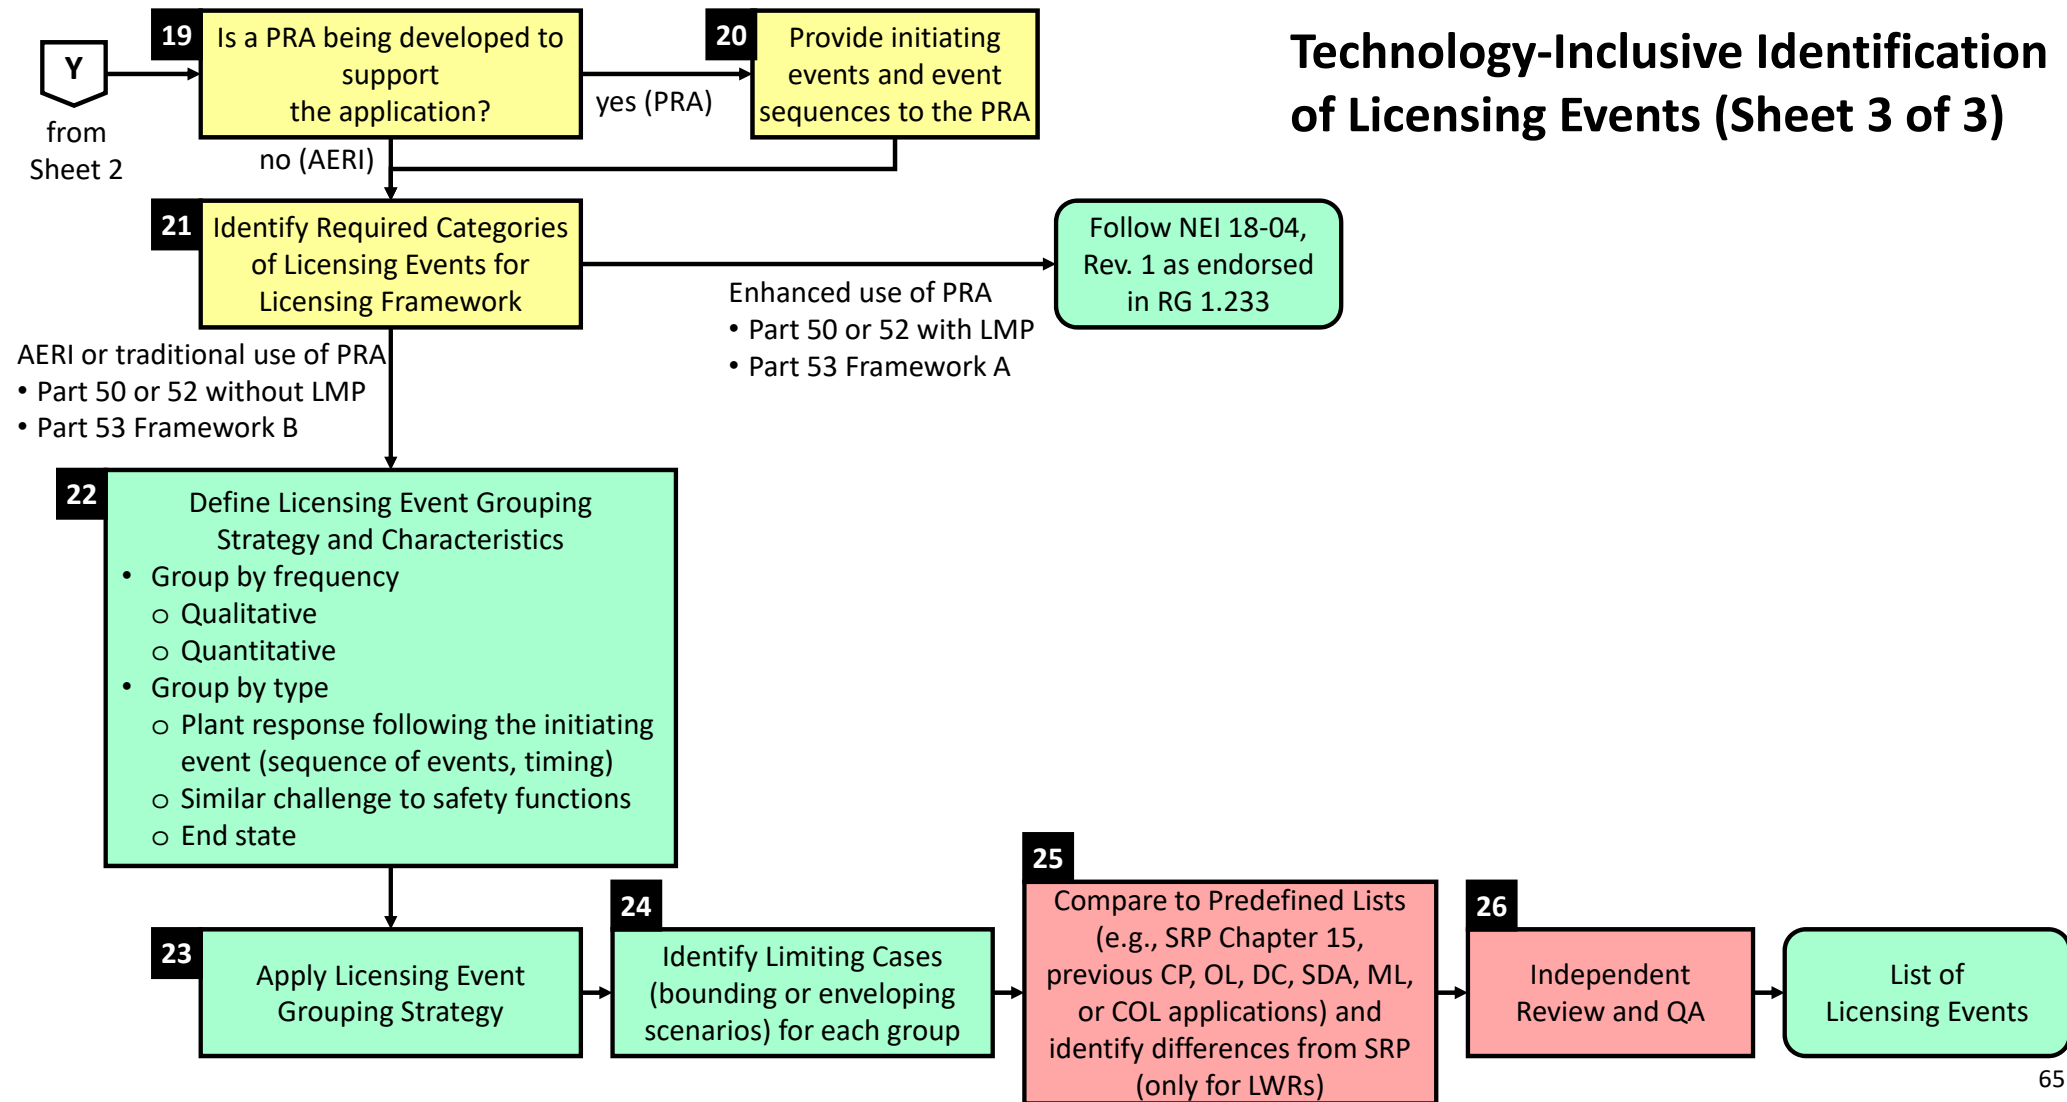 Technology-Inclusive Identification
of Licensing Events (Sheet 3 of 3)
Y
from
Sheet 2
19
Is a PRA being developed to
support
the application?
yes (PRA)
no (AERI)
20
Provide initiating
events and event
sequences to the PRA
21
Identify Required Categories
of Licensing Events for
Licensing Framework
Enhanced use of PRA
• Part 50 or 52 with LMP
• Part 53 Framework A
Follow NEI 18-04,
Rev. 1 as endorsed
in RG 1.233
AERI or traditional use of PRA
• Part 50 or 52 without LMP
• Part 53 Framework B
22
Define Licensing Event Grouping
Strategy and Characteristics
• Group by frequency
o Qualitative
o Quantitative
• Group by type
o Plant response following the initiating
event (sequence of events, timing)
o Similar challenge to safety functions
o End state
23
Apply Licensing Event
Grouping Strategy
24
Identify Limiting Cases
(bounding or enveloping
scenarios) for each group
25
Compare to Predefined Lists
(e.g., SRP Chapter 15,
previous CP, OL, DC, SDA, ML,
or COL applications) and
identify differences from SRP
(only for LWRs)
26
Independent
Review and QA
List of
Licensing Events
65